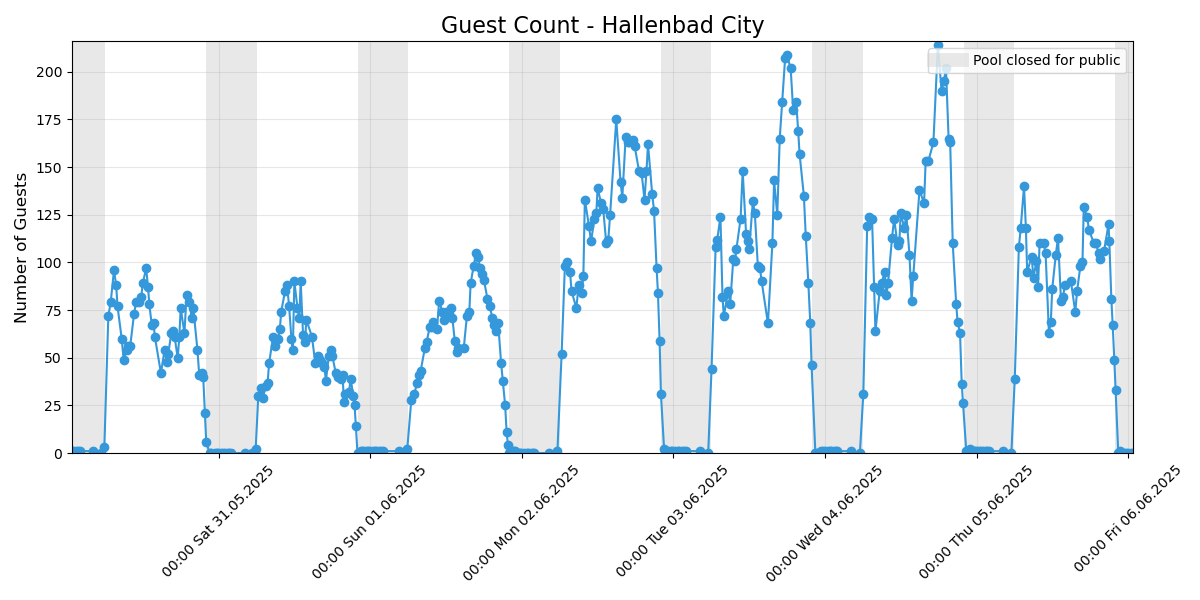 Guest Count - Hallenbad City
Pool closed for public
Number of Guests
200
175
150
125
100
75
50
25
0
00:00 Sat 31.05.2025
00:00 Sun 01.06.2025
00:00 Mon 02.06.2025
00:00 Tue 03.06.2025
00:00 Wed 04.06.2025
00:00 Thu 05.06.2025
00:00 Fri 06.06.2025